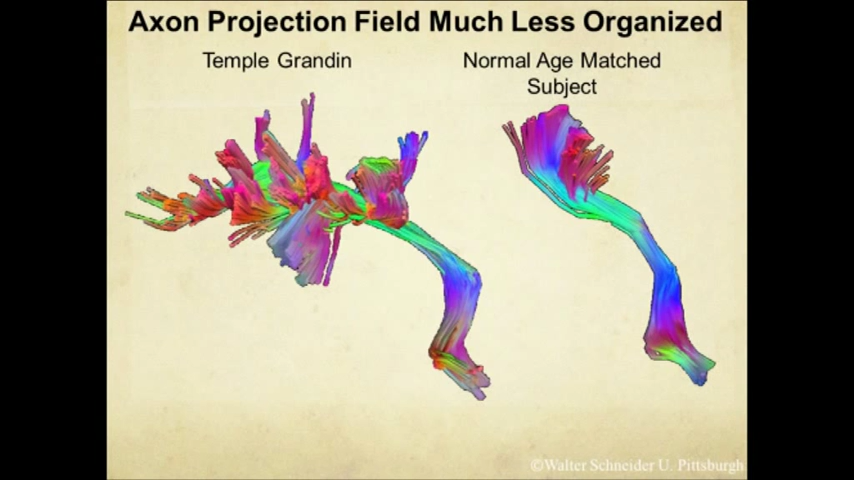 Axon Projection Field Much Less Organized
Temple Grandin
Normal Age Matched
Subject
©Walter Schneider U. Pittsburgh